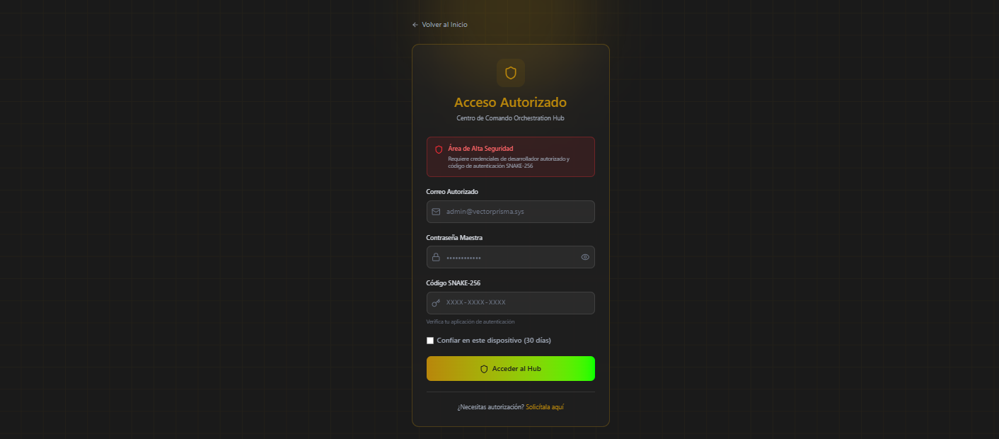 ← Volver al Inicio
Acceso Autorizado
Centro de Comando Orchestration Hub
Área de Alta Seguridad
Requiere credenciales de desarrollador autorizado y
código de autenticación SNAKE-256
Correo Autorizado
admin@vectorprisma.sys
Contraseña Maestra
••••••••••••
Código SNAKE-256
XXXX-XXXX-XXXX
Verifica tu aplicación de autenticación
Confiar en este dispositivo (30 días)
Acceder al Hub
¿Necesitas autorización? Solicítala aquí